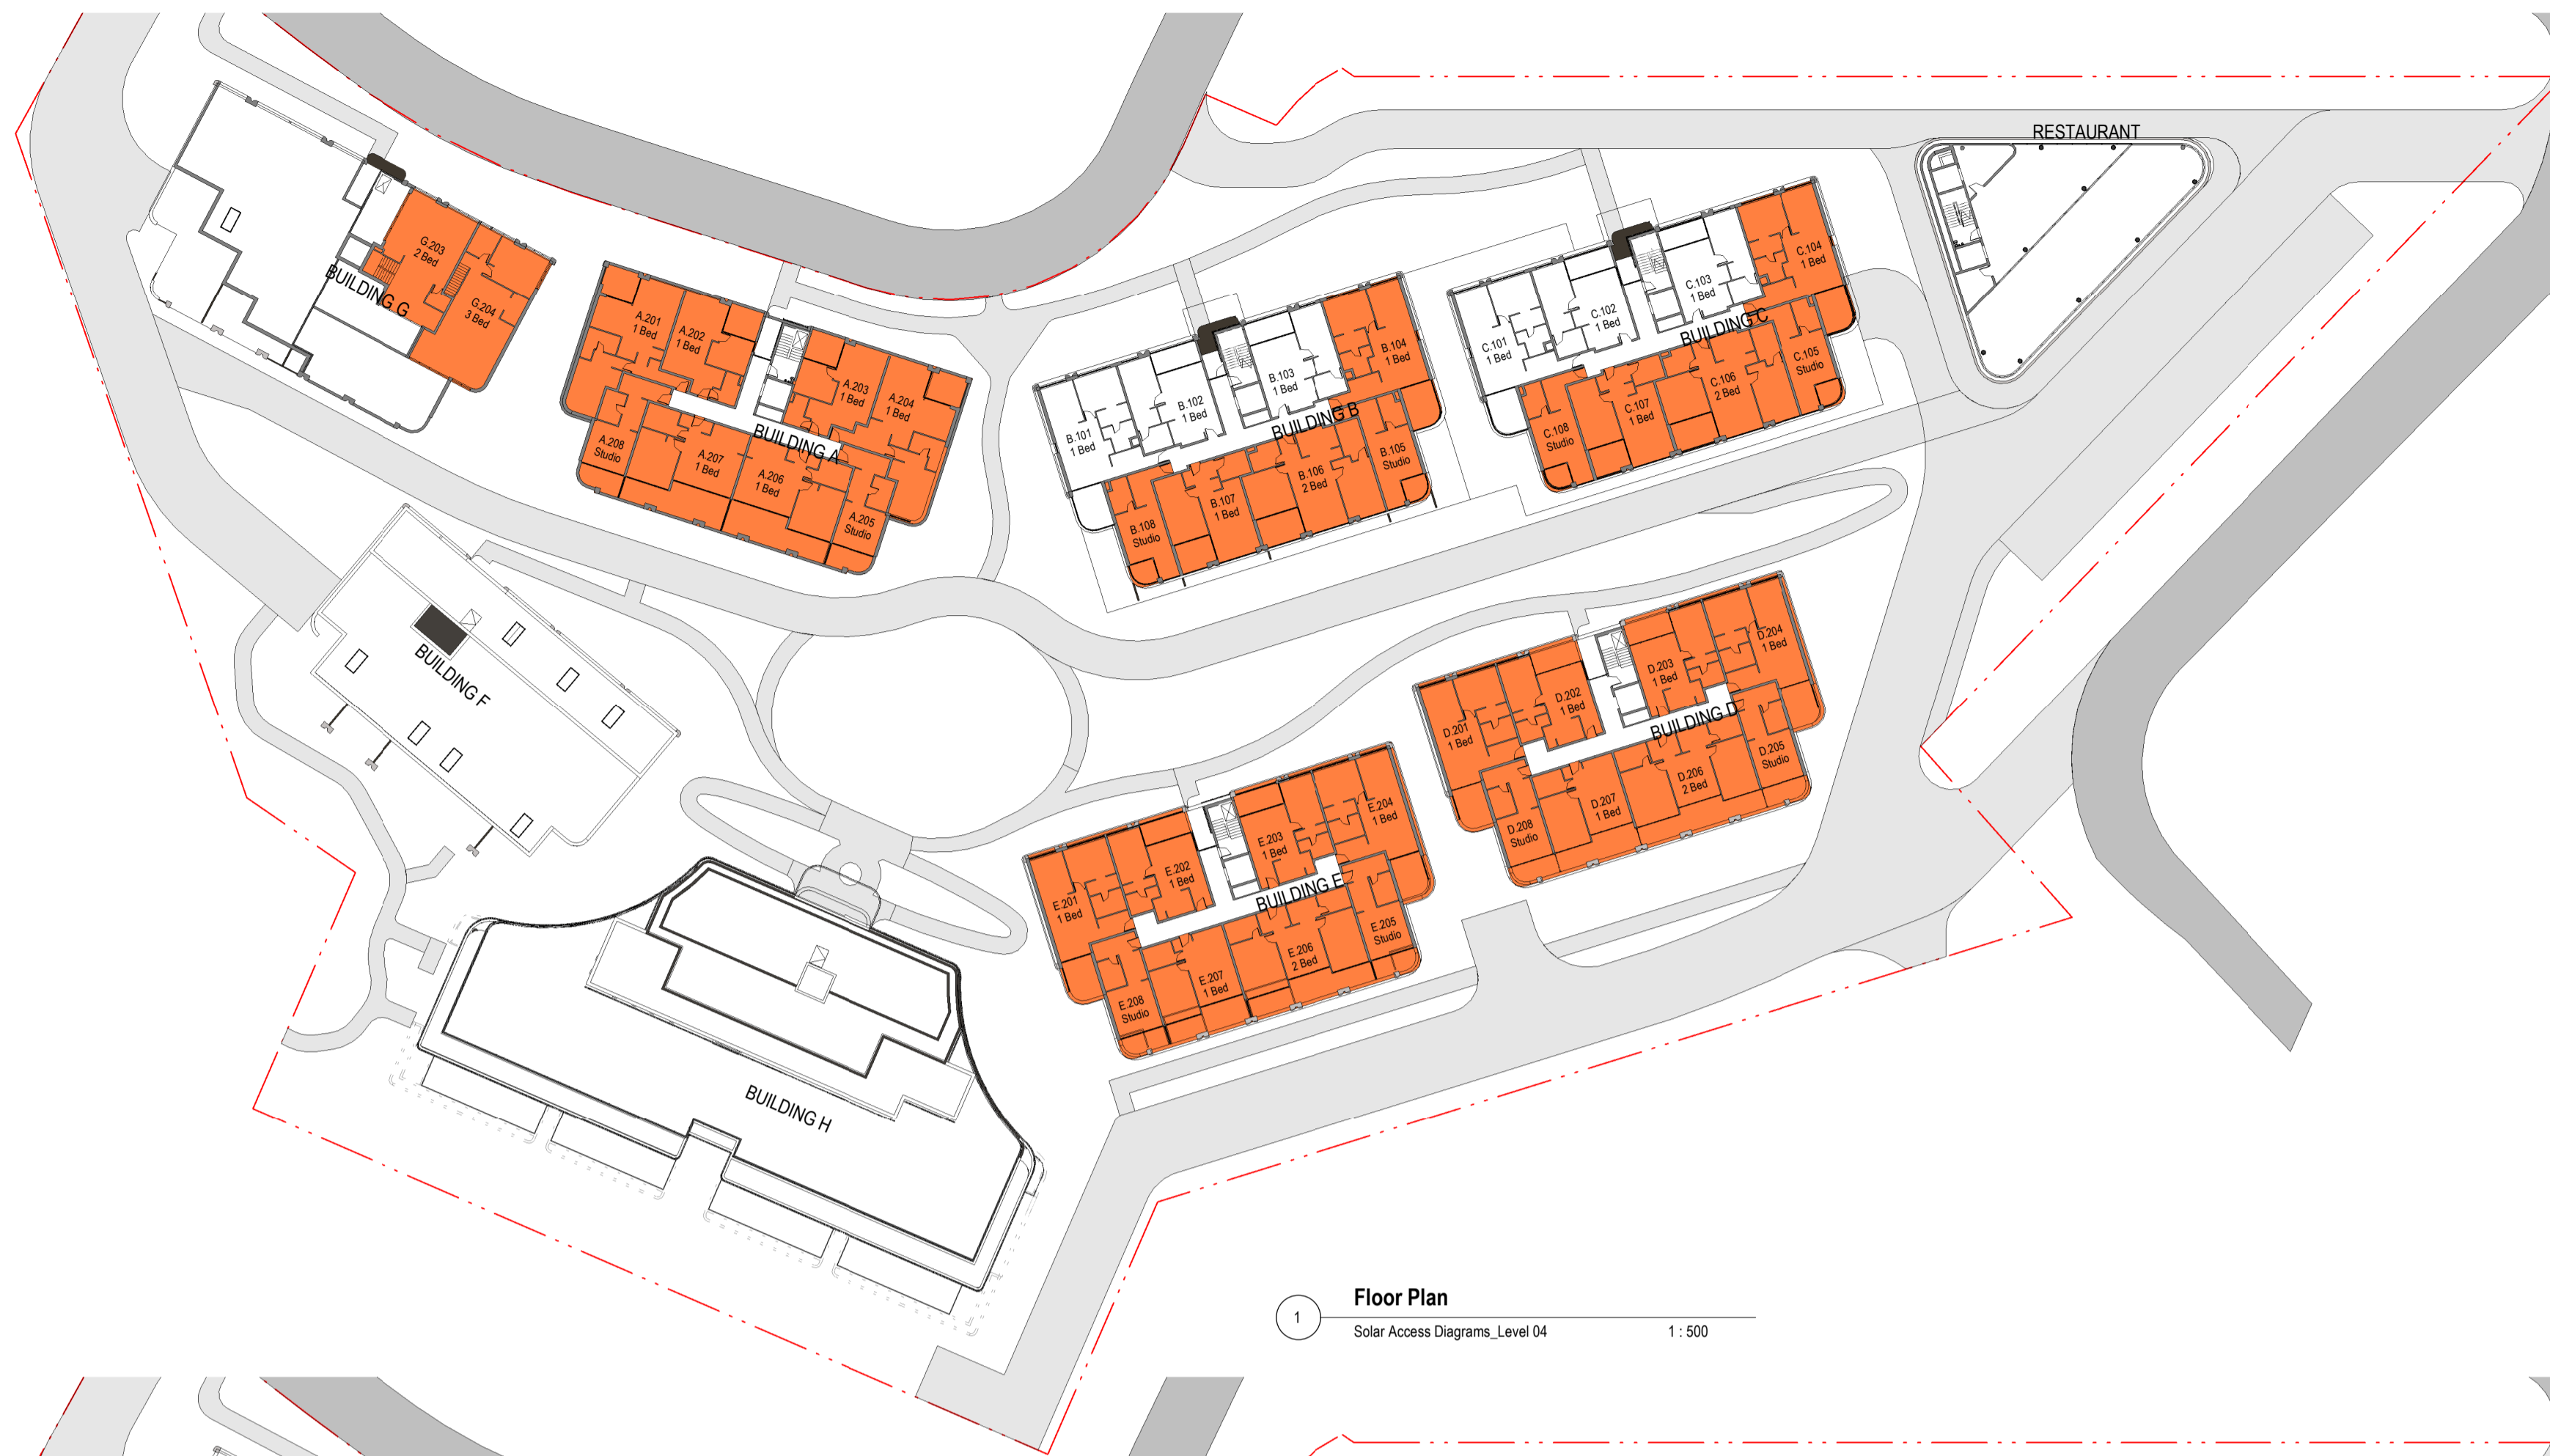 RESTAURANT
G.203
2 Bed
G.204
3 Bed
BUILDING G
A.201
1 Bed
A.202
1 Bed
A.203
1 Bed
A.204
1 Bed
BUILDING A
A.208
Studio
A.207
1 Bed
A.206
1 Bed
A.205
Studio
B.101
1 Bed
B.102
1 Bed
B.103
1 Bed
B.104
1 Bed
BUILDING B
B.108
Studio
B.107
1 Bed
B.106
2 Bed
B.105
Studio
C.101
1 Bed
C.102
1 Bed
C.103
1 Bed
C.104
1 Bed
BUILDING C
C.108
Studio
C.107
1 Bed
C.106
2 Bed
C.105
Studio
BUILDING F
D.201
1 Bed
D.202
1 Bed
D.203
1 Bed
D.204
1 Bed
BUILDING D
D.208
Studio
D.207
1 Bed
D.206
2 Bed
D.205
Studio
E.201
1 Bed
E.202
1 Bed
E.203
1 Bed
E.204
1 Bed
BUILDING E
E.208
Studio
E.207
1 Bed
E.206
2 Bed
E.205
Studio
BUILDING H
1
Floor Plan
Solar Access Diagrams_Level 04 1 : 500